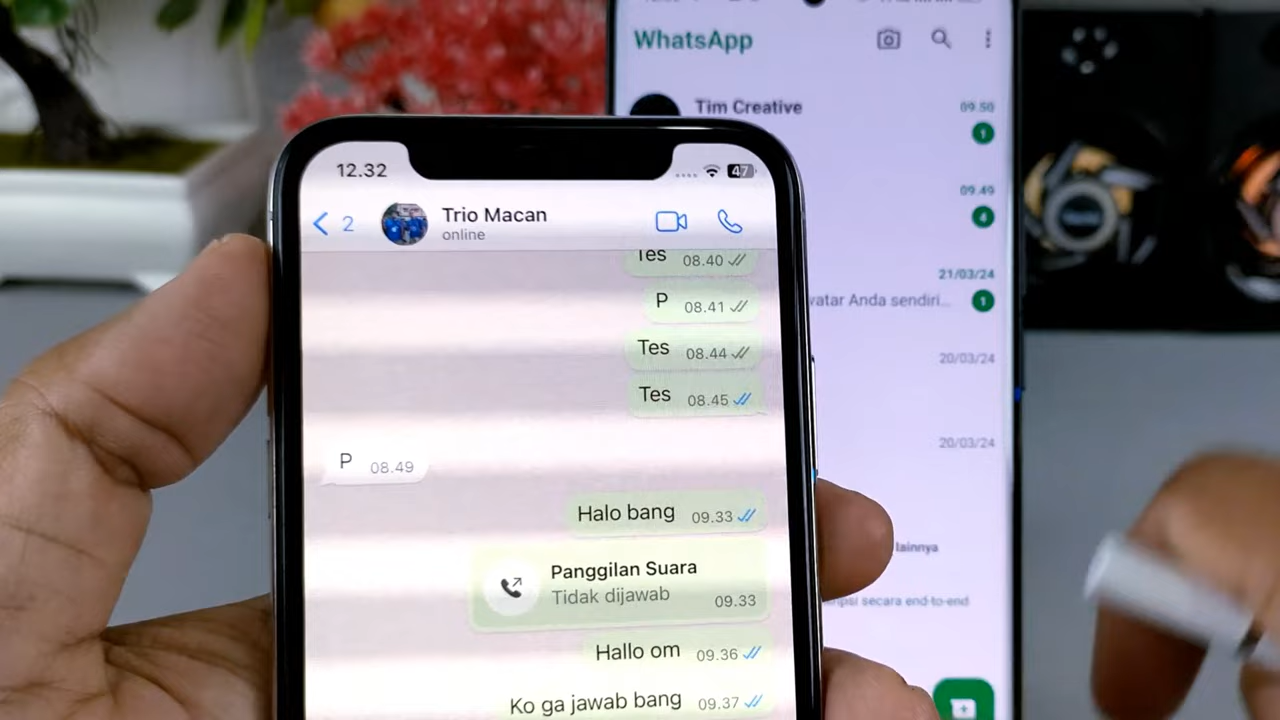 WhatsApp
Tim Creative
09.50
1
09.49
4
21/03/24
vatar Anda sendiri...
1
20/03/24
20/03/24
lainnya
ripsi secara end-to-end
12.32
47
2
Trio Macan
online
Tes 08.40
P 08.41
Tes 08.44
Tes 08.45
P 08.49
Halo bang 09.33
Panggilan Suara
Tidak dijawab 09.33
Hallo om 09.36
Ko ga jawab bang 09.37